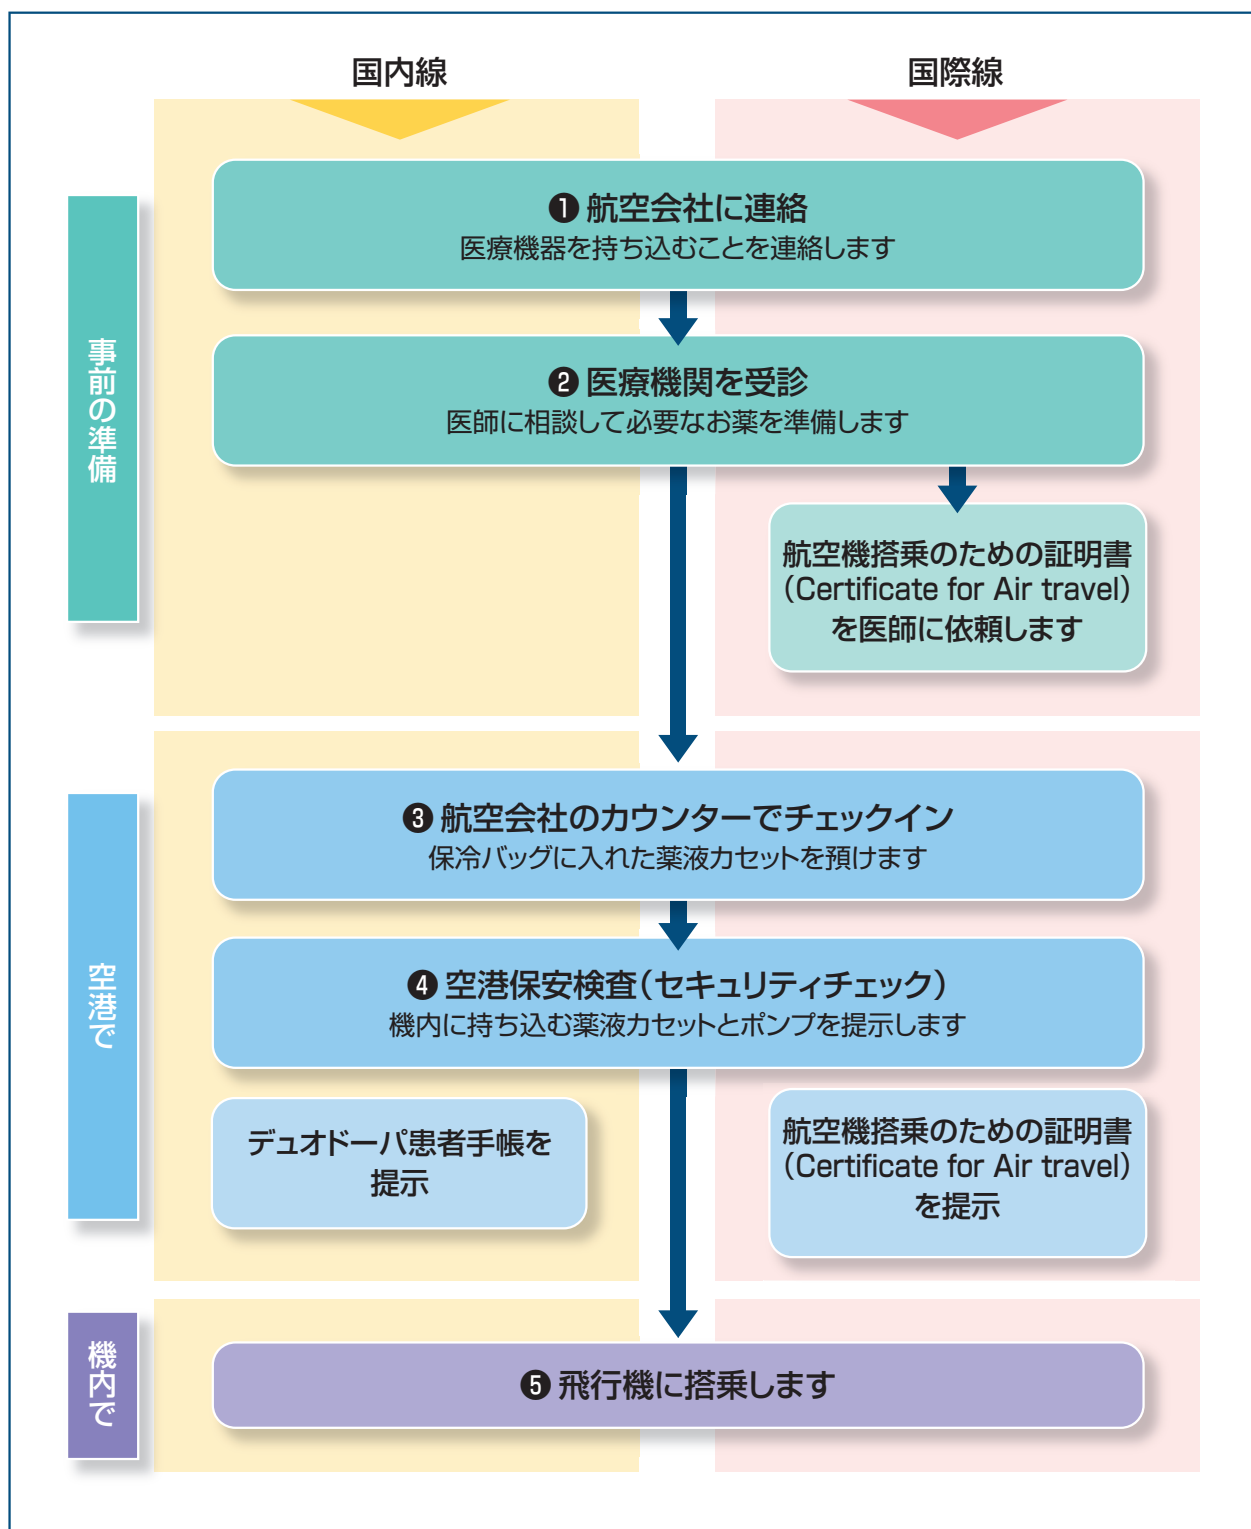 国内線
国際線
事前の準備
❶ 航空会社に連絡
医療機器を持ち込むことを連絡します
❷ 医療機関を受診
医師に相談して必要なお薬を準備します
航空機搭乗のための証明書
（Certificate for Air travel）
を医師に依頼します
空港で
❸ 航空会社のカウンターでチェックイン
保冷バッグに入れた薬液カセットを預けます
❹ 空港保安検査（セキュリティチェック）
機内に持ち込む薬液カセットとポンプを提示します
デュオドーパ患者手帳を
提示
航空機搭乗のための証明書
（Certificate for Air travel）
を提示
機内で
❺ 飛行機に搭乗します